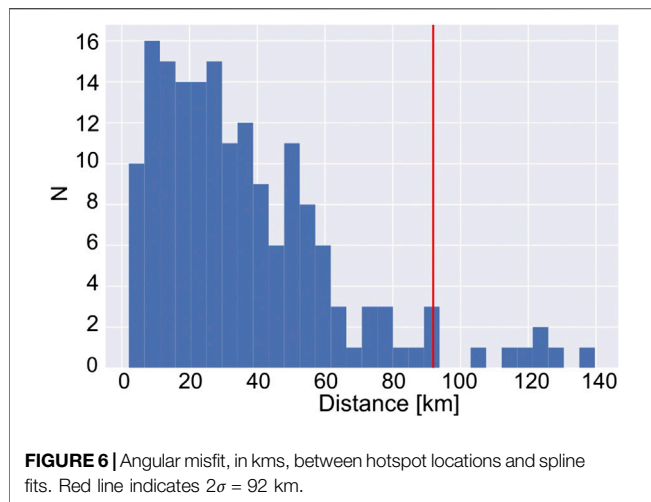 16
14
12
10
8
6
4
2
0
N
0 20 40 60 80 100 120 140
Distance [km]
FIGURE 6 | Angular misfit, in kms, between hotspot locations and spline
fits. Red line indicates 2σ = 92 km.